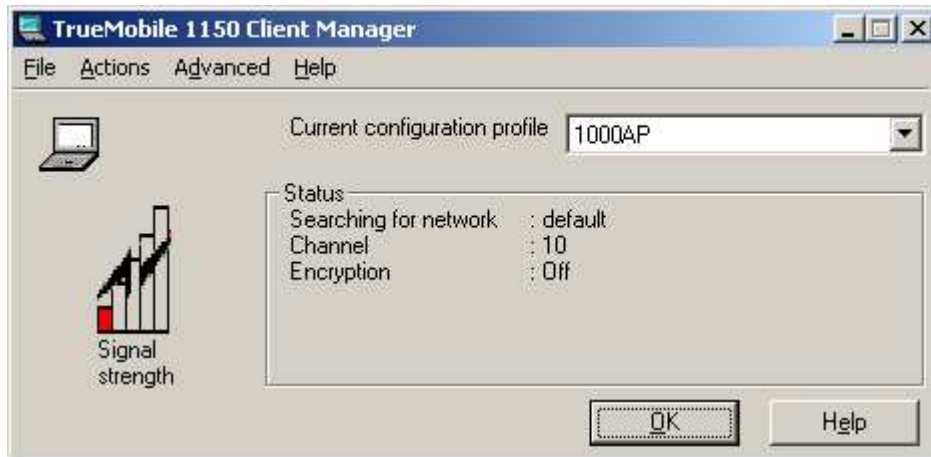 TrueMobile 1150 Client Manager
File Actions Advanced Help
Current configuration profile 1000AP
Status
Searching for network : default
Channel : 10
Encryption : Off
Signal
strength
OK Help